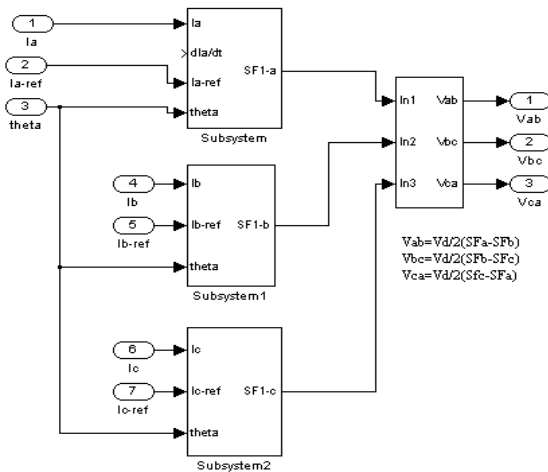 1
Ia
2
Ia-ref
3
theta
Ia
dIa/dt
Ia-ref
theta
SF1-a
Subsystem
4
Ib
5
Ib-ref
Ib
Ib-ref
theta
SF1-b
Subsystem1
6
Ic
7
Ic-ref
Ic
Ic-ref
theta
SF1-c
Subsystem2
In1
In2
In3
Vab
Vbc
Vca
1
Vab
2
Vbc
3
Vca
Vab=Vd/2(SFa-SFb)
Vbc=Vd/2(SFb-SFc)
Vca=Vd/2(Sfc-SFa)